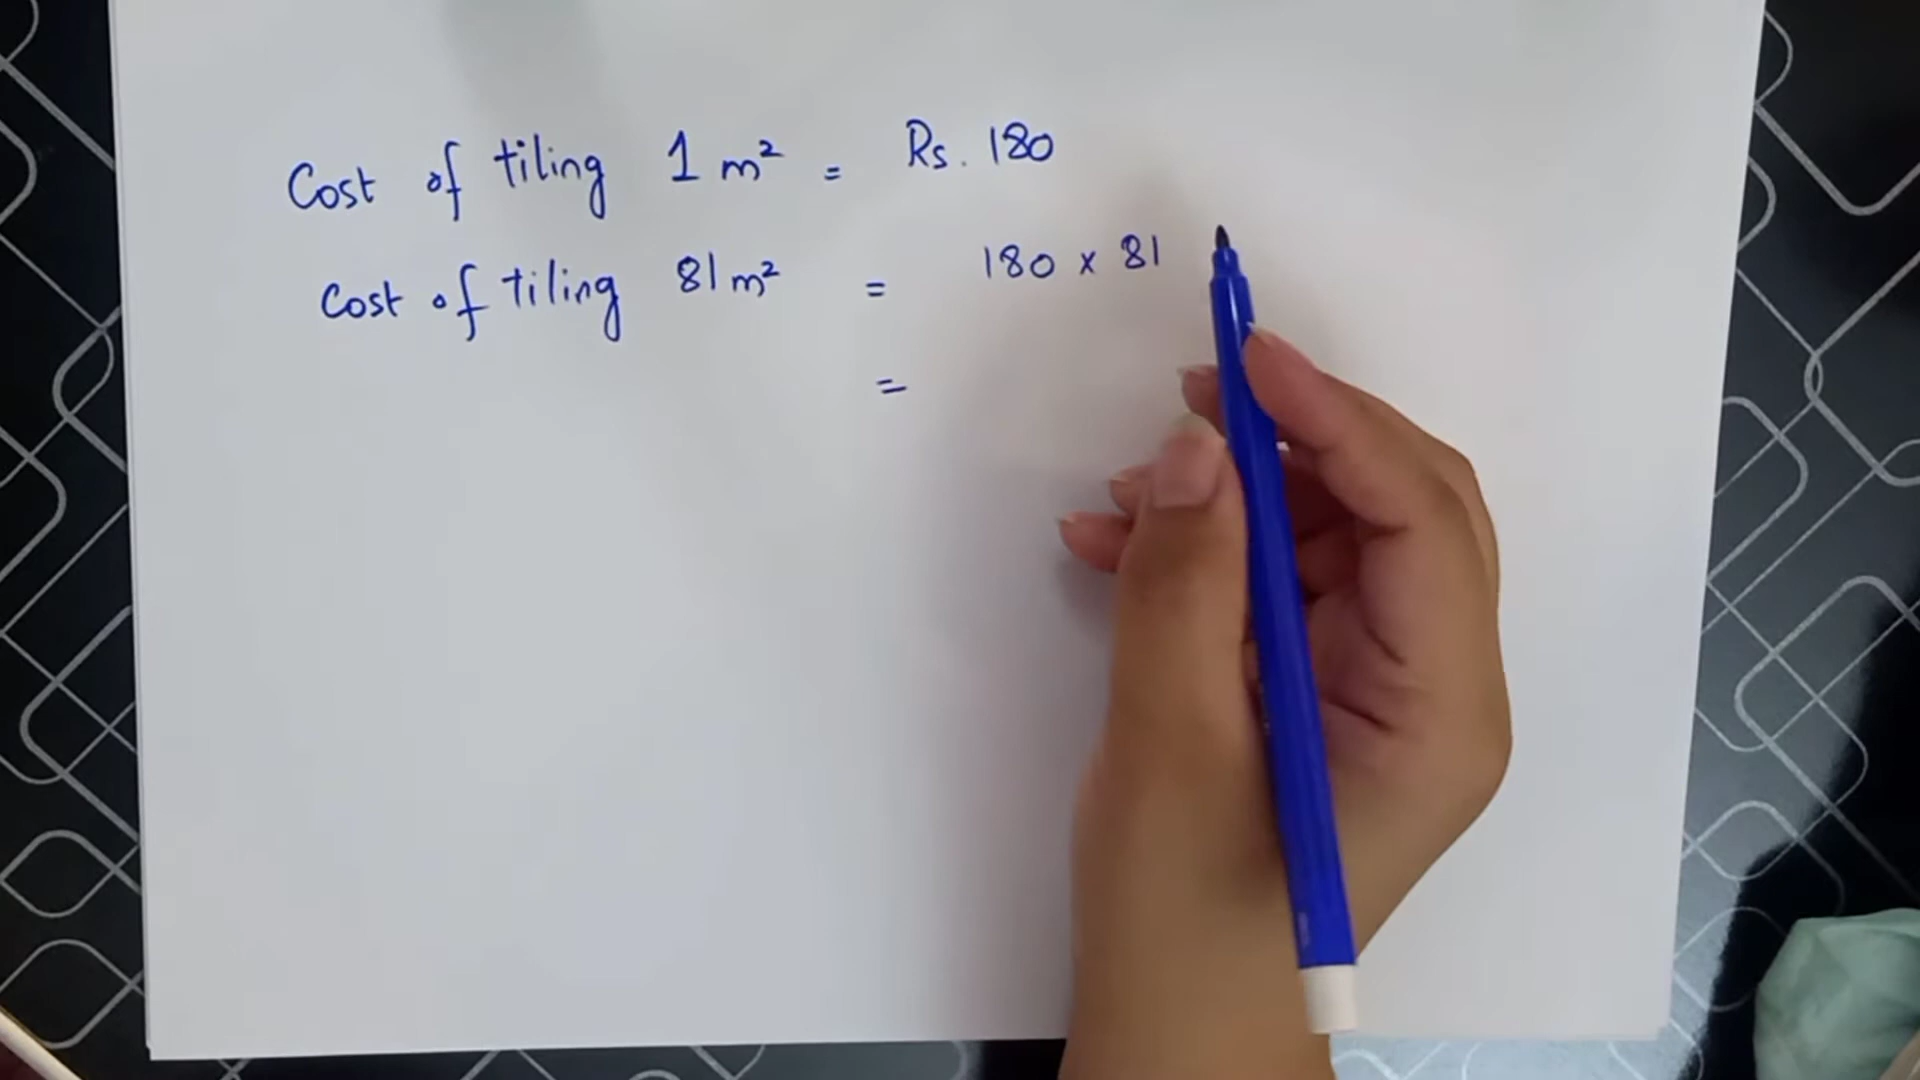 Cost of tiling 1 m² = Rs. 180
Cost of tiling 81 m² = 180 x 81
=